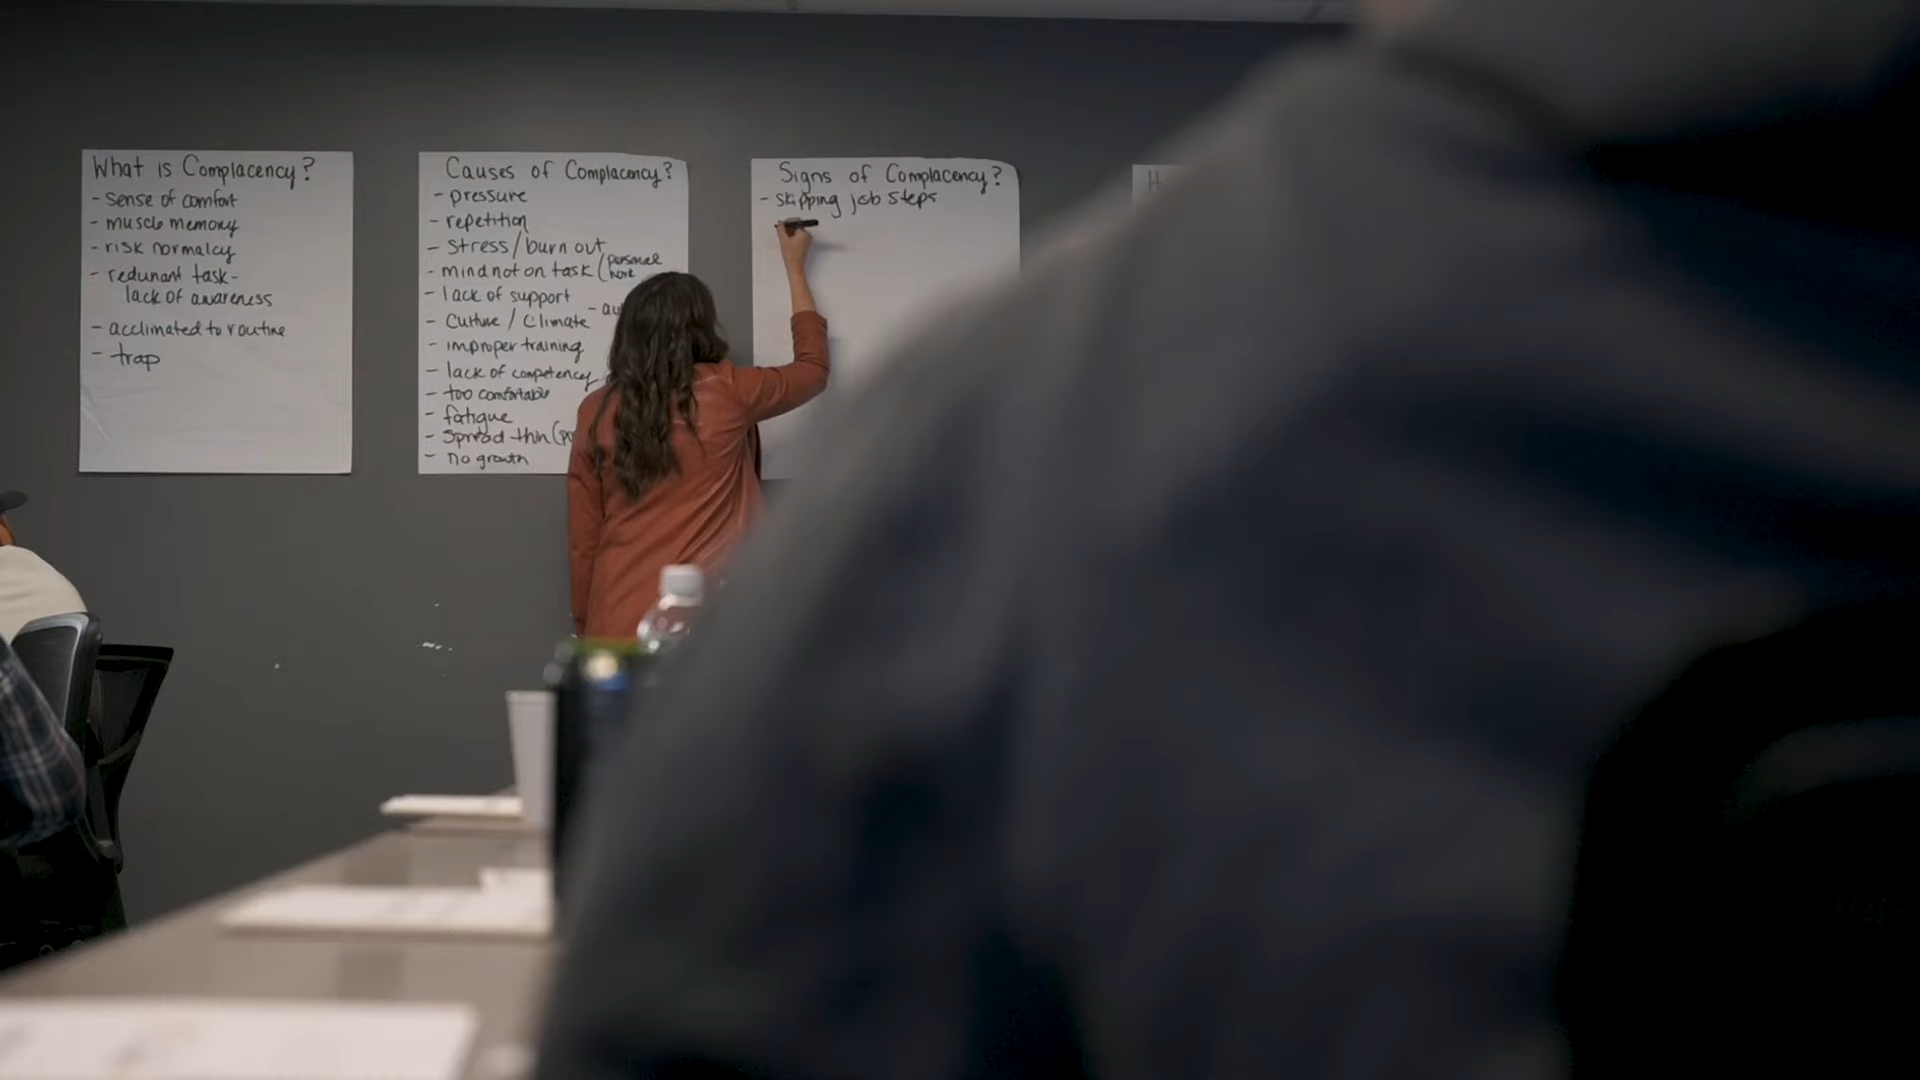 What is Complacency?
- sense of comfort
- muscle memory
- risk normalcy
- redunant task -
lack of awareness
- acclimated to routine
- trap
Causes of Complacency?
- pressure
- repetition
- stress/burn out
- mind not on task (personal
- lack of support
- Culture / Climate
- improper training
- lack of competency
- too comfortable
- fatigue
- spread thin
- no growth
Signs of Complacency?
- skipping job steps